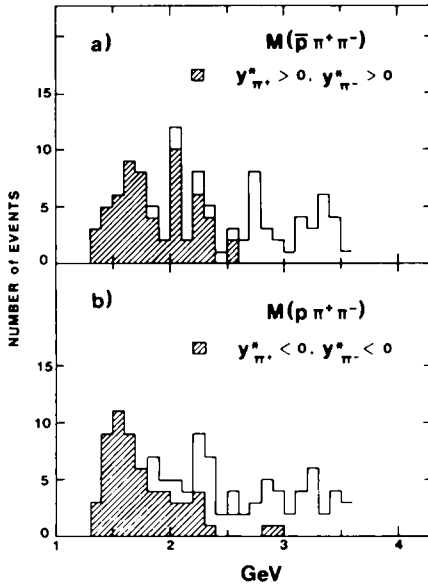 a)
M(p̅ π⁺ π⁻)
y*π⁺ > 0, y*π⁻ > 0
15
10
5
0
NUMBER of EVENTS
b)
M(p π⁺ π⁻)
y*π⁺ < 0, y*π⁻ < 0
15
10
5
0
1 2 3 4
GeV